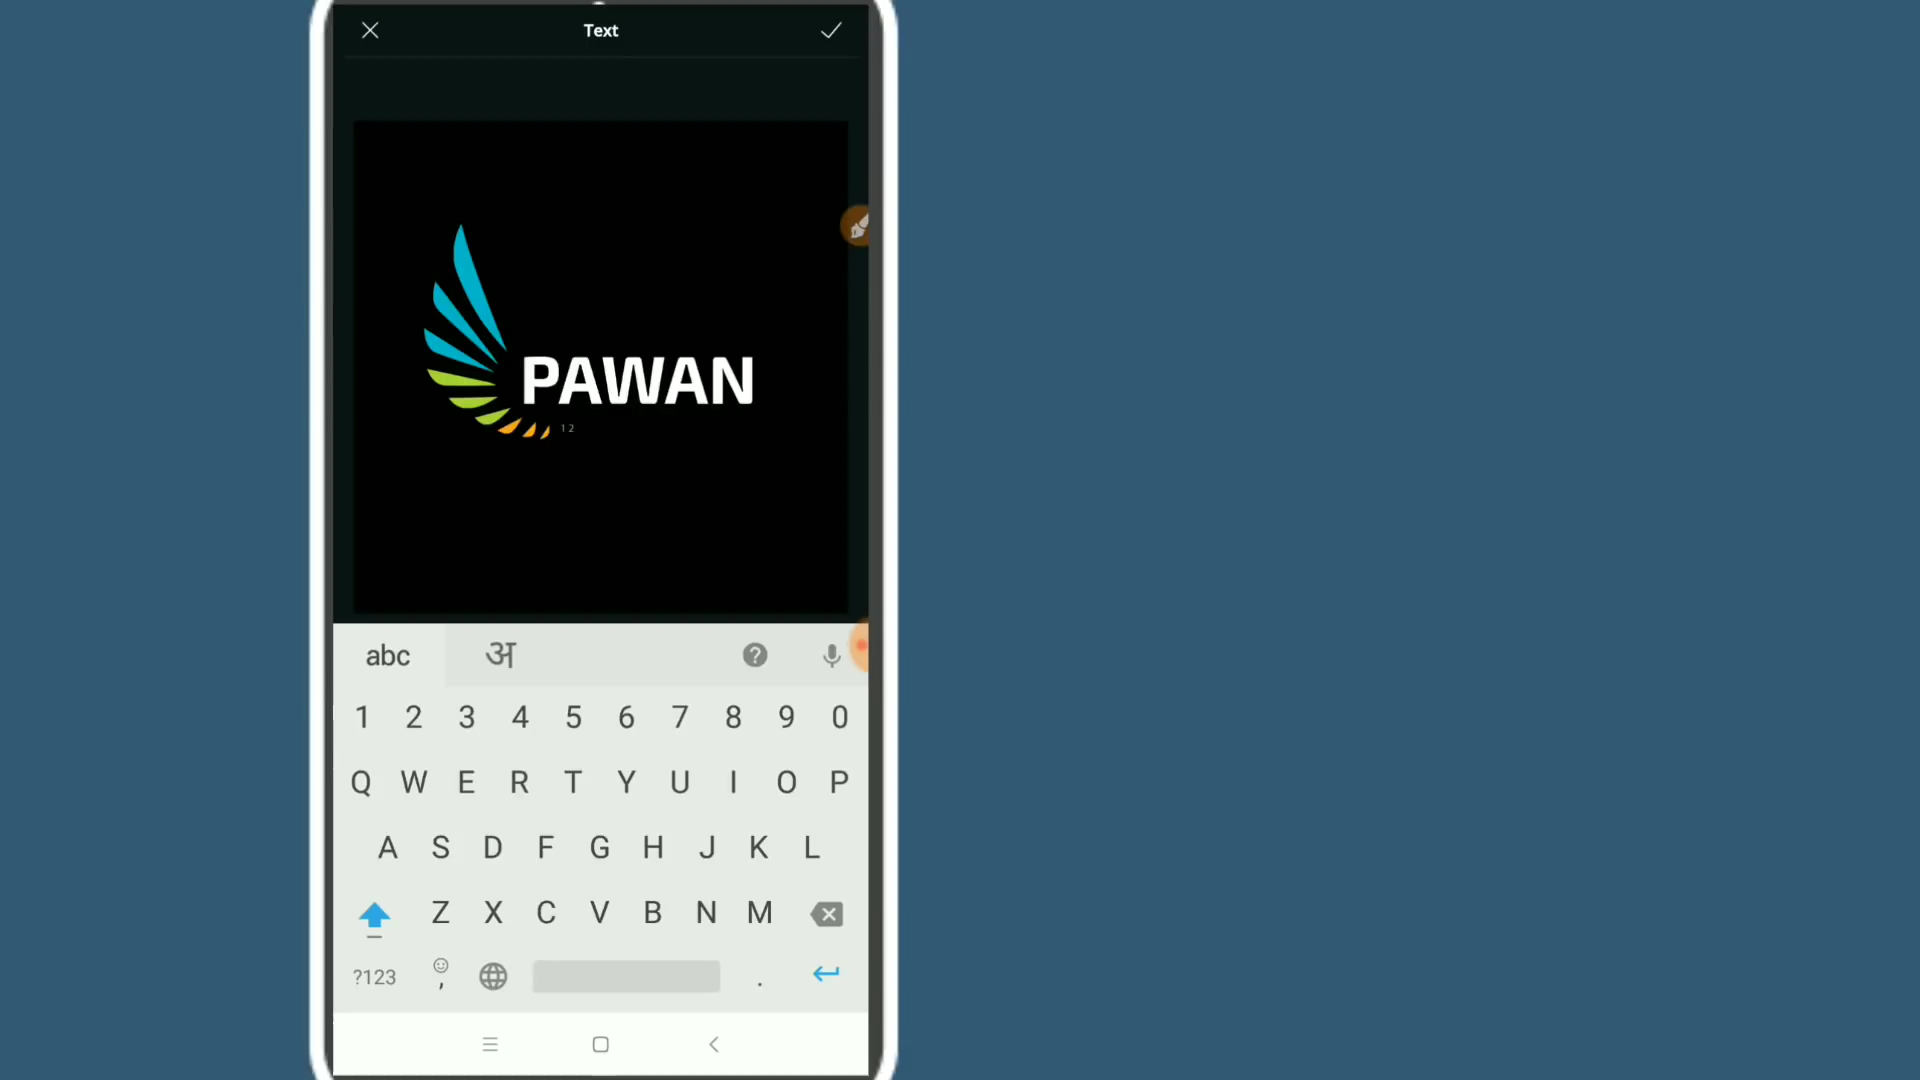 Text
PAWAN
12
abc अ ?
1 2 3 4 5 6 7 8 9 0
Q W E R T Y U I O P
A S D F G H J K L
Z X C V B N M
?123 , .